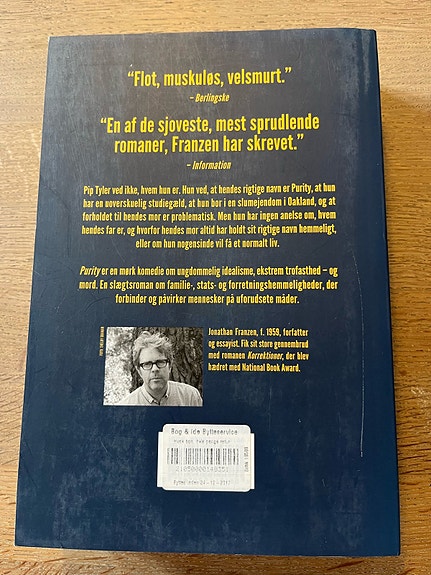 “Flot, muskuløs, velsmurt.”
– Berlingske
“En af de sjoveste, mest sprudlende
romaner, Franzen har skrevet.”
– Information
Pip Tyler ved ikke, hvem hun er. Hun ved, at hendes rigtige navn er Purity, at hun
har en uoverskuelig studiegæld, at hun bor i en slumejendom i Oakland, og at
forholdet til hendes mor er problematisk. Men hun har ingen anelse om, hvem
hendes far er, og hvorfor hendes mor altid har holdt sit rigtige navn hemmeligt,
eller om hun nogensinde vil få et normalt liv.
Purity er en mørk komedie om ungdommelig idealisme, ekstrem trofasthed – og
mord. En slægtsroman om familie-, stats- og forretningshemmeligheder, der
forbinder og påvirker mennesker på uforudsete måder.
Jonathan Franzen, f. 1959, forfatter
og essayist. Fik sit store gennembrud
med romanen Korrektioner, der blev
hædret med National Book Award.
Bog & idé Bytteservice